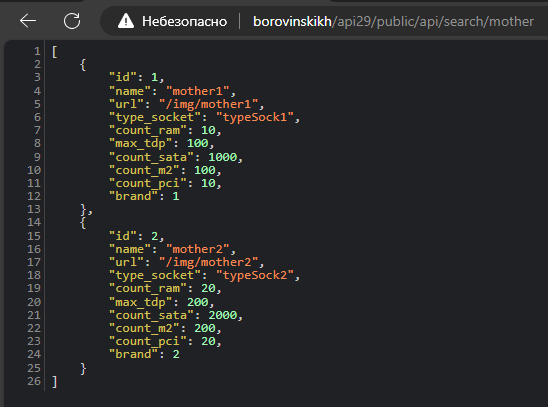 Небезопасно borovinskikh/api29/public/api/search/mother
1 [
2 {
3 "id": 1,
4 "name": "mother1",
5 "url": "/img/mother1",
6 "type_socket": "typeSock1",
7 "count_ram": 10,
8 "max_tdp": 100,
9 "count_sata": 1000,
10 "count_m2": 100,
11 "count_pci": 10,
12 "brand": 1
13 },
14 {
15 "id": 2,
16 "name": "mother2",
17 "url": "/img/mother2",
18 "type_socket": "typeSock2",
19 "count_ram": 20,
20 "max_tdp": 200,
21 "count_sata": 2000,
22 "count_m2": 200,
23 "count_pci": 20,
24 "brand": 2
25 }
26 ]